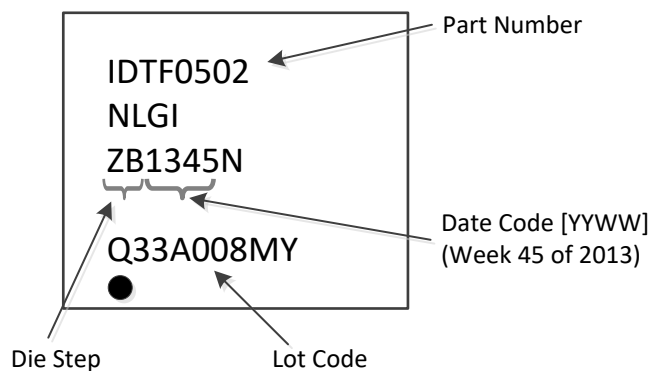 Part Number
IDTF0502
NLGI
ZB1345N
Date Code [YYWW]
(Week 45 of 2013)
Q33A008MY
Die Step
Lot Code